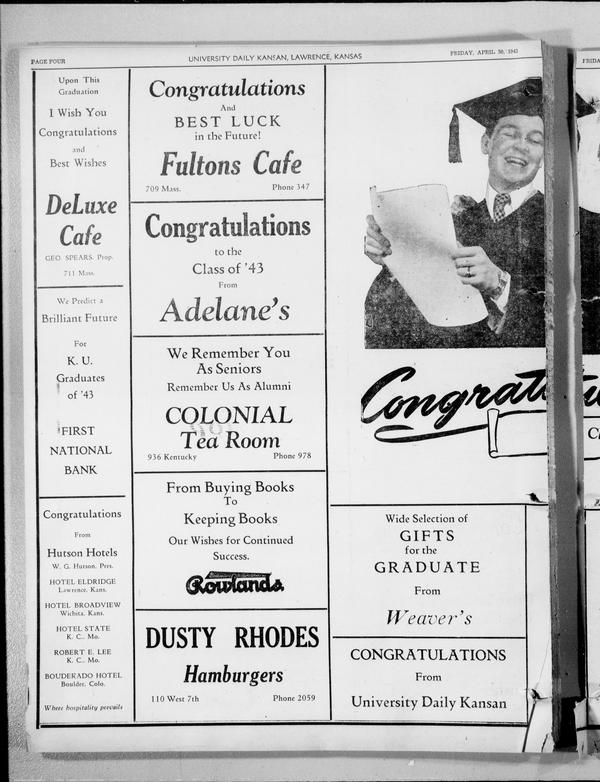 PAGE FOUR
UNIVERSITY DAILY KANSAN, LAWRENCE, KANSAS
FRIDAY, APRIL 30, 1943
Upon This
Graduation
I Wish You
Congratulations
and
Best Wishes
DeLuxe
Cafe
GEO. SPEARS, Prop.
711 Mass.
We Predict a
Brilliant Future
For
K. U.
Graduates
of '43
FIRST
NATIONAL
BANK
Congratulations
From
Hutson Hotels
W. G. Hutson, Pres.
HOTEL ELDRIDGE
Lawrence, Kans.
HOTEL BROADVIEW
Wichita, Kans.
HOTEL STATE
K. C., Mo.
ROBERT E. LEE
K. C., Mo.
BOUDERADO HOTEL
Boulder, Colo.
Where hospitality prevails
Congratulations
And
BEST LUCK
in the Future!
Fultons Cafe
709 Mass. Phone 347
Congratulations
to the
Class of '43
From
Adelane's
We Remember You
As Seniors
Remember Us As Alumni
COLONIAL
Tea Room
936 Kentucky Phone 978
From Buying Books
To
Keeping Books
Our Wishes for Continued
Success.
Rowlands
DUSTY RHODES
Hamburgers
110 West 7th Phone 2059
Congrat
Wide Selection of
GIFTS
for the
GRADUATE
From
Weaver's
CONGRATULATIONS
From
University Daily Kansan
FRIDA